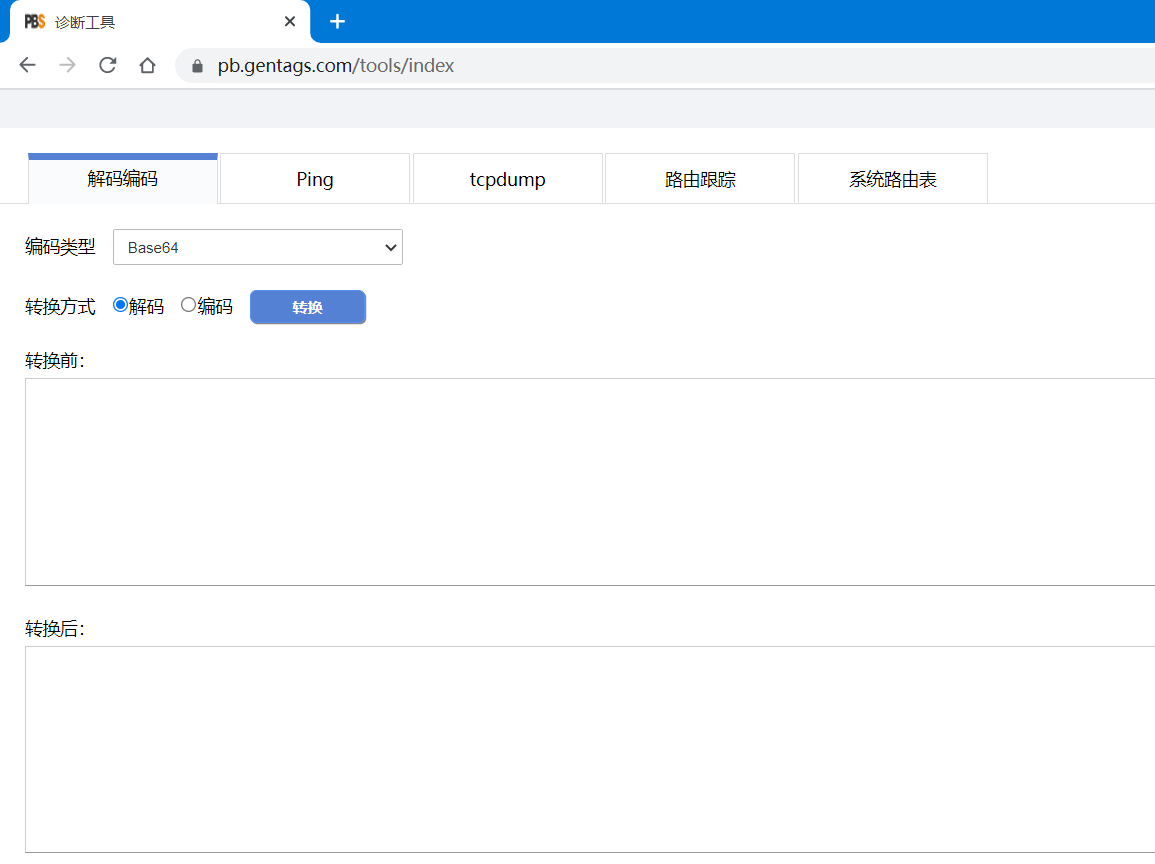 PBS 诊断工具
pb.gentags.com/tools/index
解码编码 Ping tcpdump 路由跟踪 系统路由表
编码类型 Base64
转换方式 解码 编码 转换
转换前：
转换后：